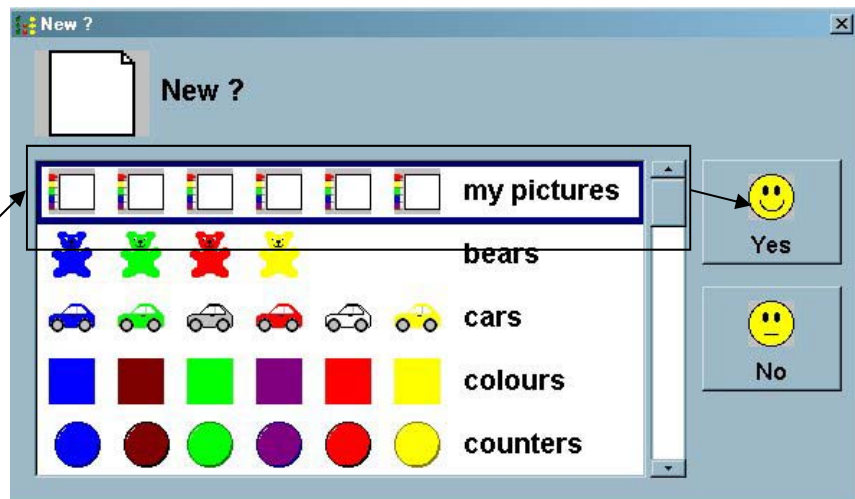 New ?
New ?
my pictures
bears
cars
colours
counters
Yes
No